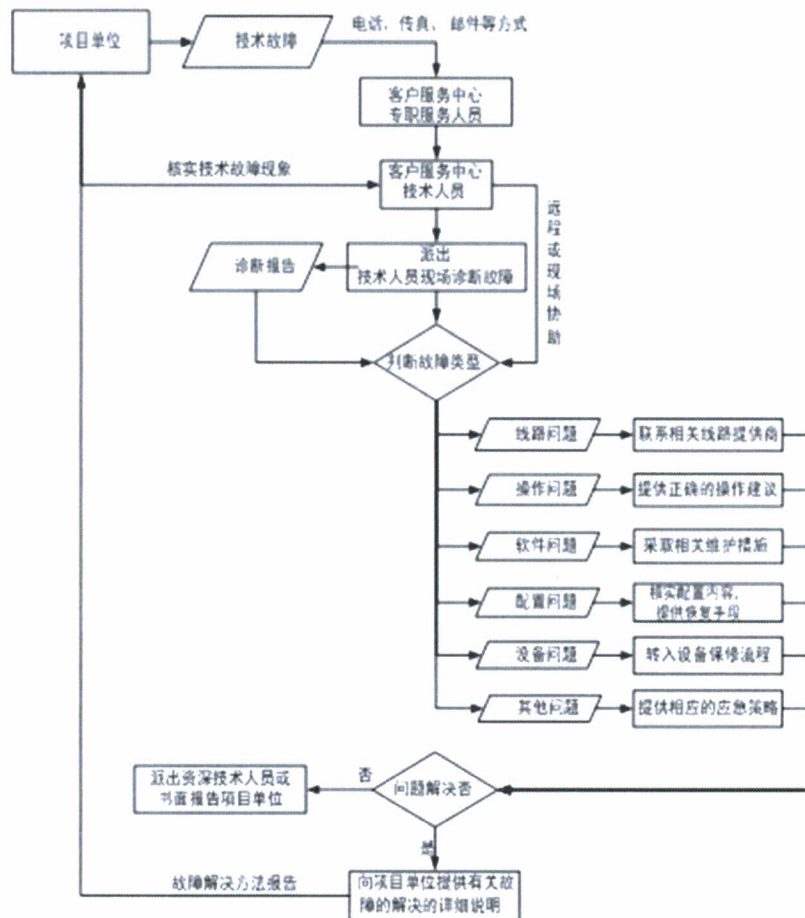 项目单位
技术故障
电话、传真、邮件等方式
客户服务中心
专职服务人员
核实技术故障现象
客户服务中心
技术人员
远程或现场协助
诊断报告
派出
技术人员现场诊断故障
判断故障类型
线路问题
联系相关线路提供商
操作问题
提供正确的操作建议
软件问题
采取相关维护措施
配置问题
核实配置内容,
提供恢复手段
设备问题
转入设备保修流程
其他问题
提供相应的应急策略
派出资深技术人员或
书面报告项目单位
否
问题解决否
是
故障解决方法报告
向项目单位提供有关故
障的解决的详细说明